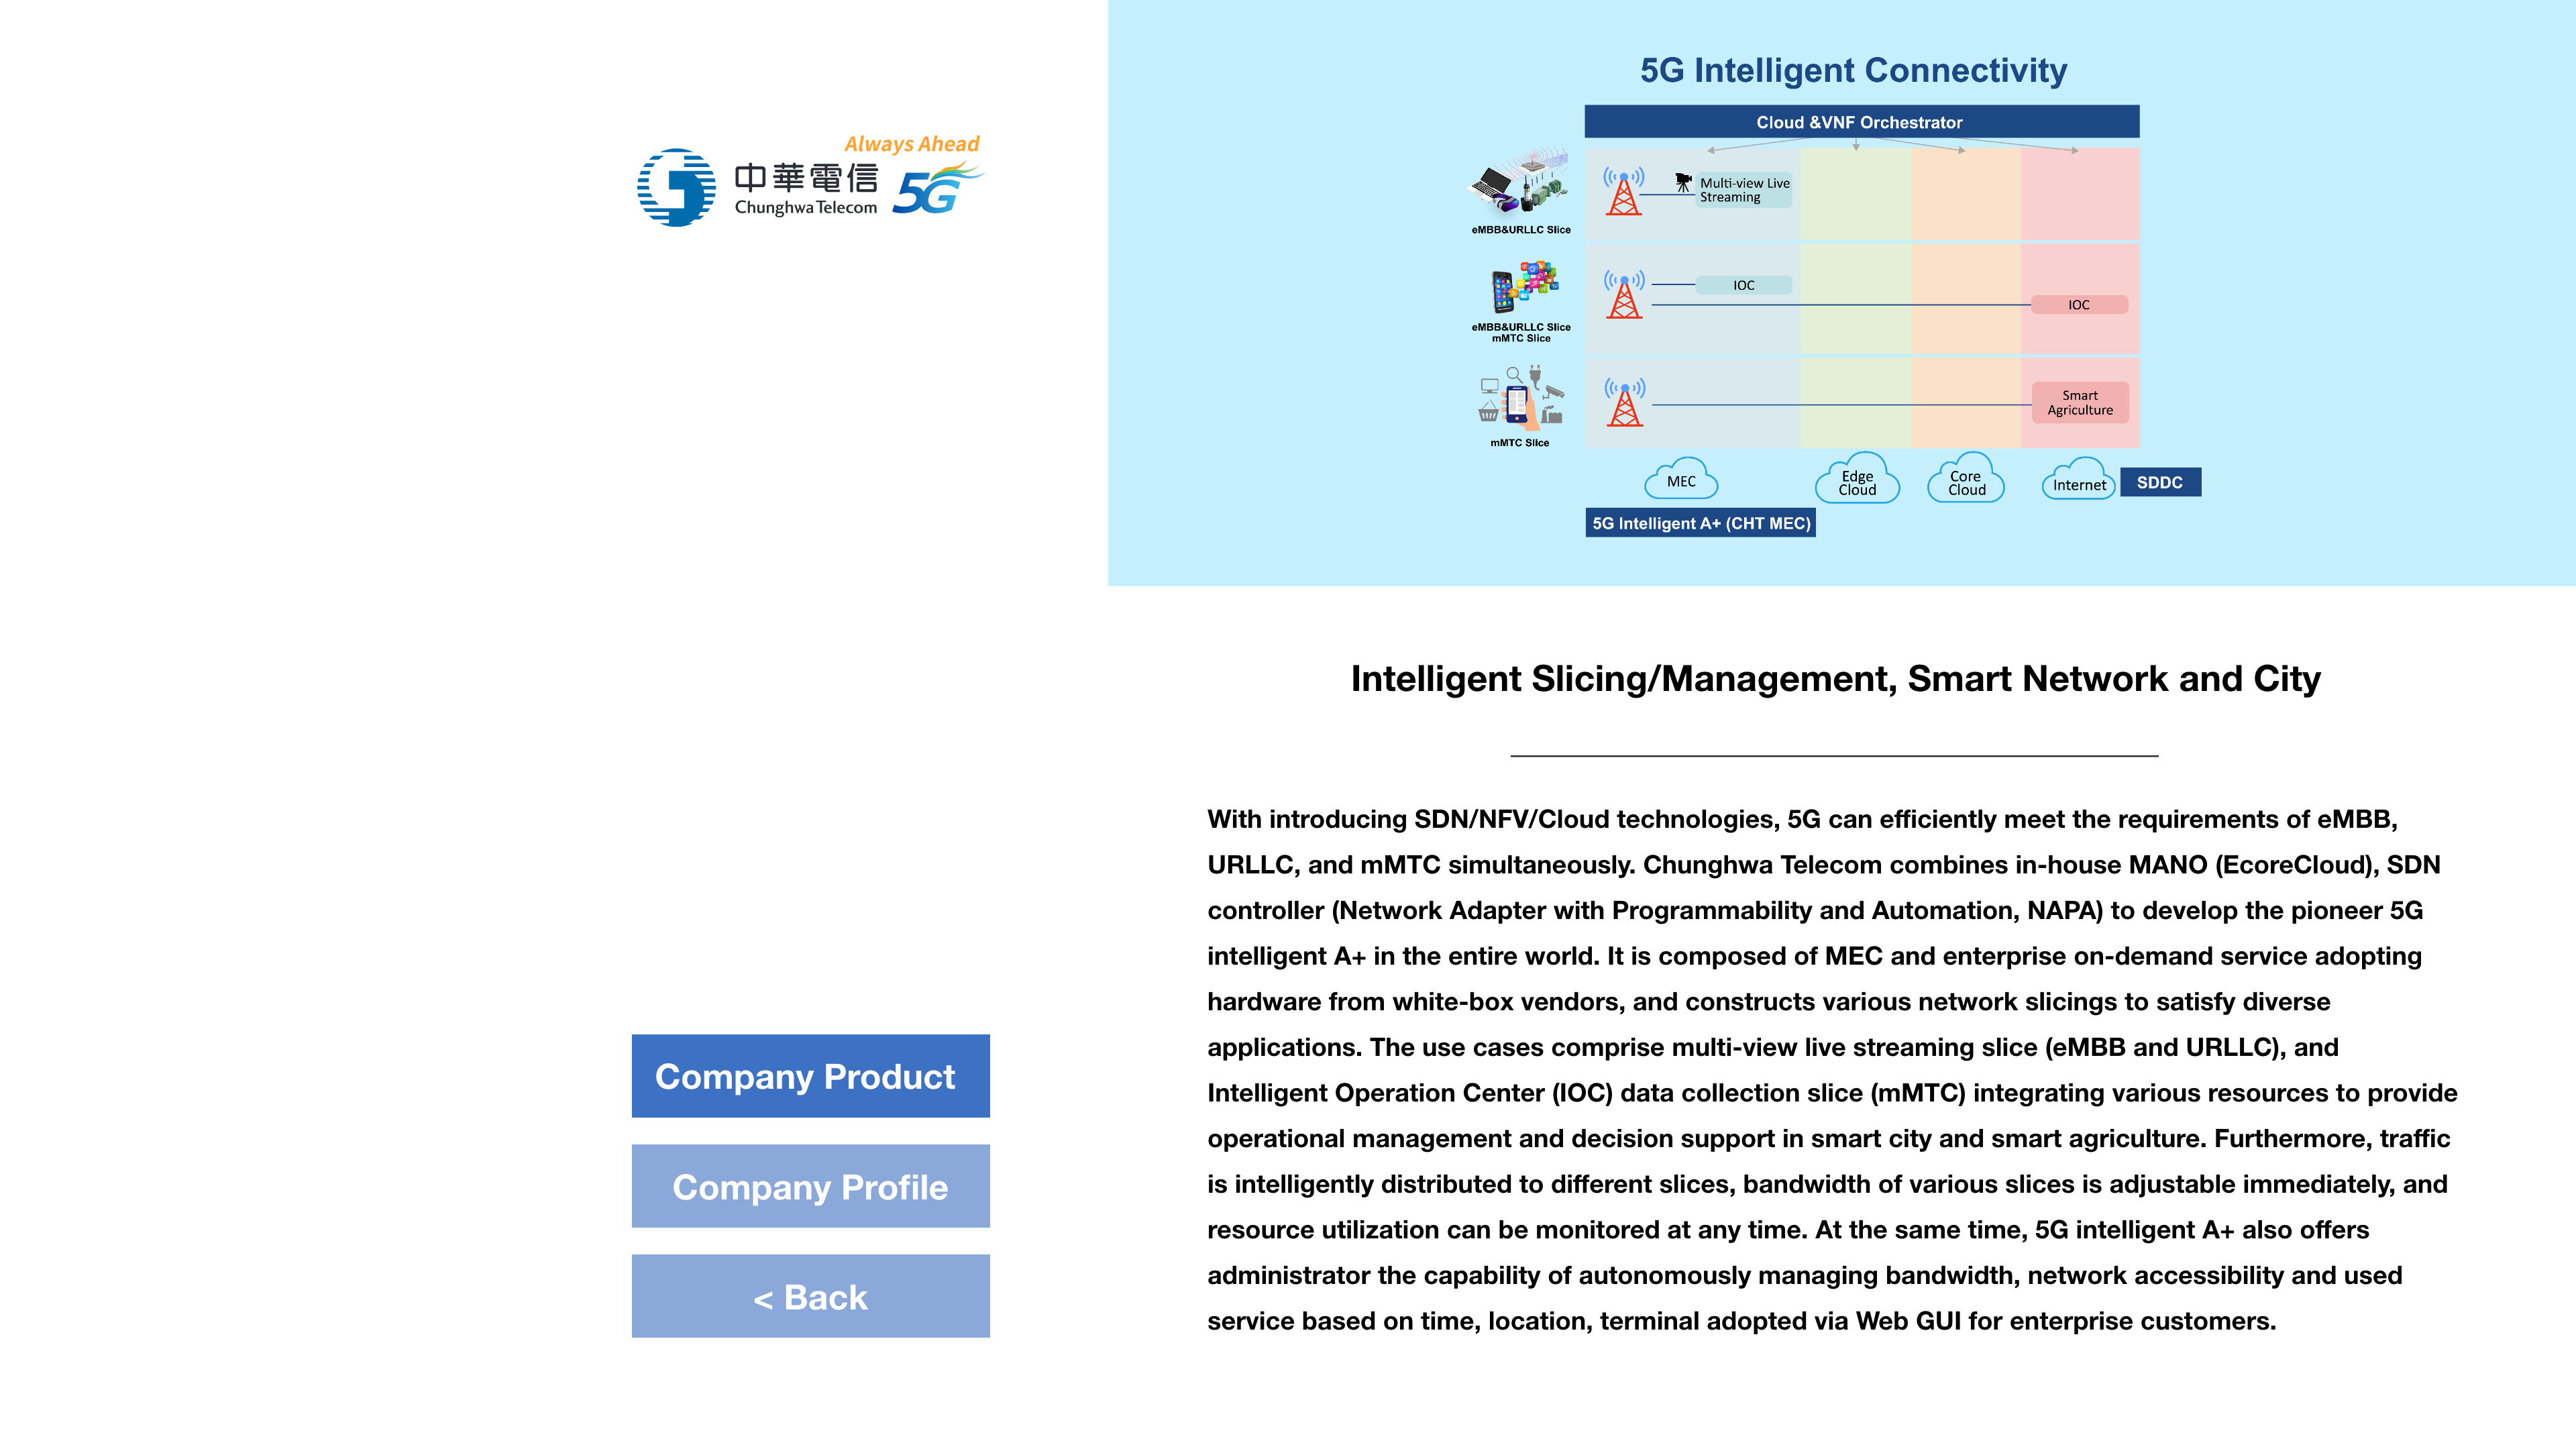 Always Ahead
中華電信 5G
Chunghwa Telecom
5G Intelligent Connectivity
Cloud &VNF Orchestrator
Multi-view Live
Streaming
eMBB&URLLC Slice
IOC
IOC
eMBB&URLLC Slice
mMTC Slice
Smart
Agriculture
mMTC Slice
MEC
Edge
Cloud
Core
Cloud
Internet
SDDC
5G Intelligent A+ (CHT MEC)
Intelligent Slicing/Management, Smart Network and City
With introducing SDN/NFV/Cloud technologies, 5G can efficiently meet the requirements of eMBB,
URLLC, and mMTC simultaneously. Chunghwa Telecom combines in-house MANO (EcoreCloud), SDN
controller (Network Adapter with Programmability and Automation, NAPA) to develop the pioneer 5G
intelligent A+ in the entire world. It is composed of MEC and enterprise on-demand service adopting
hardware from white-box vendors, and constructs various network slicings to satisfy diverse
applications. The use cases comprise multi-view live streaming slice (eMBB and URLLC), and
Intelligent Operation Center (IOC) data collection slice (mMTC) integrating various resources to provide
operational management and decision support in smart city and smart agriculture. Furthermore, traffic
is intelligently distributed to different slices, bandwidth of various slices is adjustable immediately, and
resource utilization can be monitored at any time. At the same time, 5G intelligent A+ also offers
administrator the capability of autonomously managing bandwidth, network accessibility and used
service based on time, location, terminal adopted via Web GUI for enterprise customers.
Company Product
Company Profile
< Back